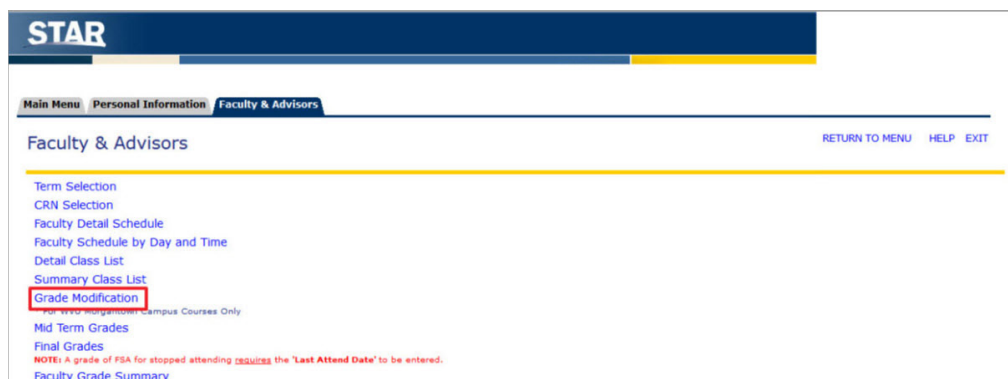 STAR
Main Menu Personal Information Faculty & Advisors
Faculty & Advisors
RETURN TO MENU HELP EXIT
Term Selection
CRN Selection
Faculty Detail Schedule
Faculty Schedule by Day and Time
Detail Class List
Summary Class List
Grade Modification
For WVU Morgantown Campus Courses Only
Mid Term Grades
Final Grades
NOTE: A grade of FSA for stopped attending requires the 'Last Attend Date' to be entered.
Faculty Grade Summary